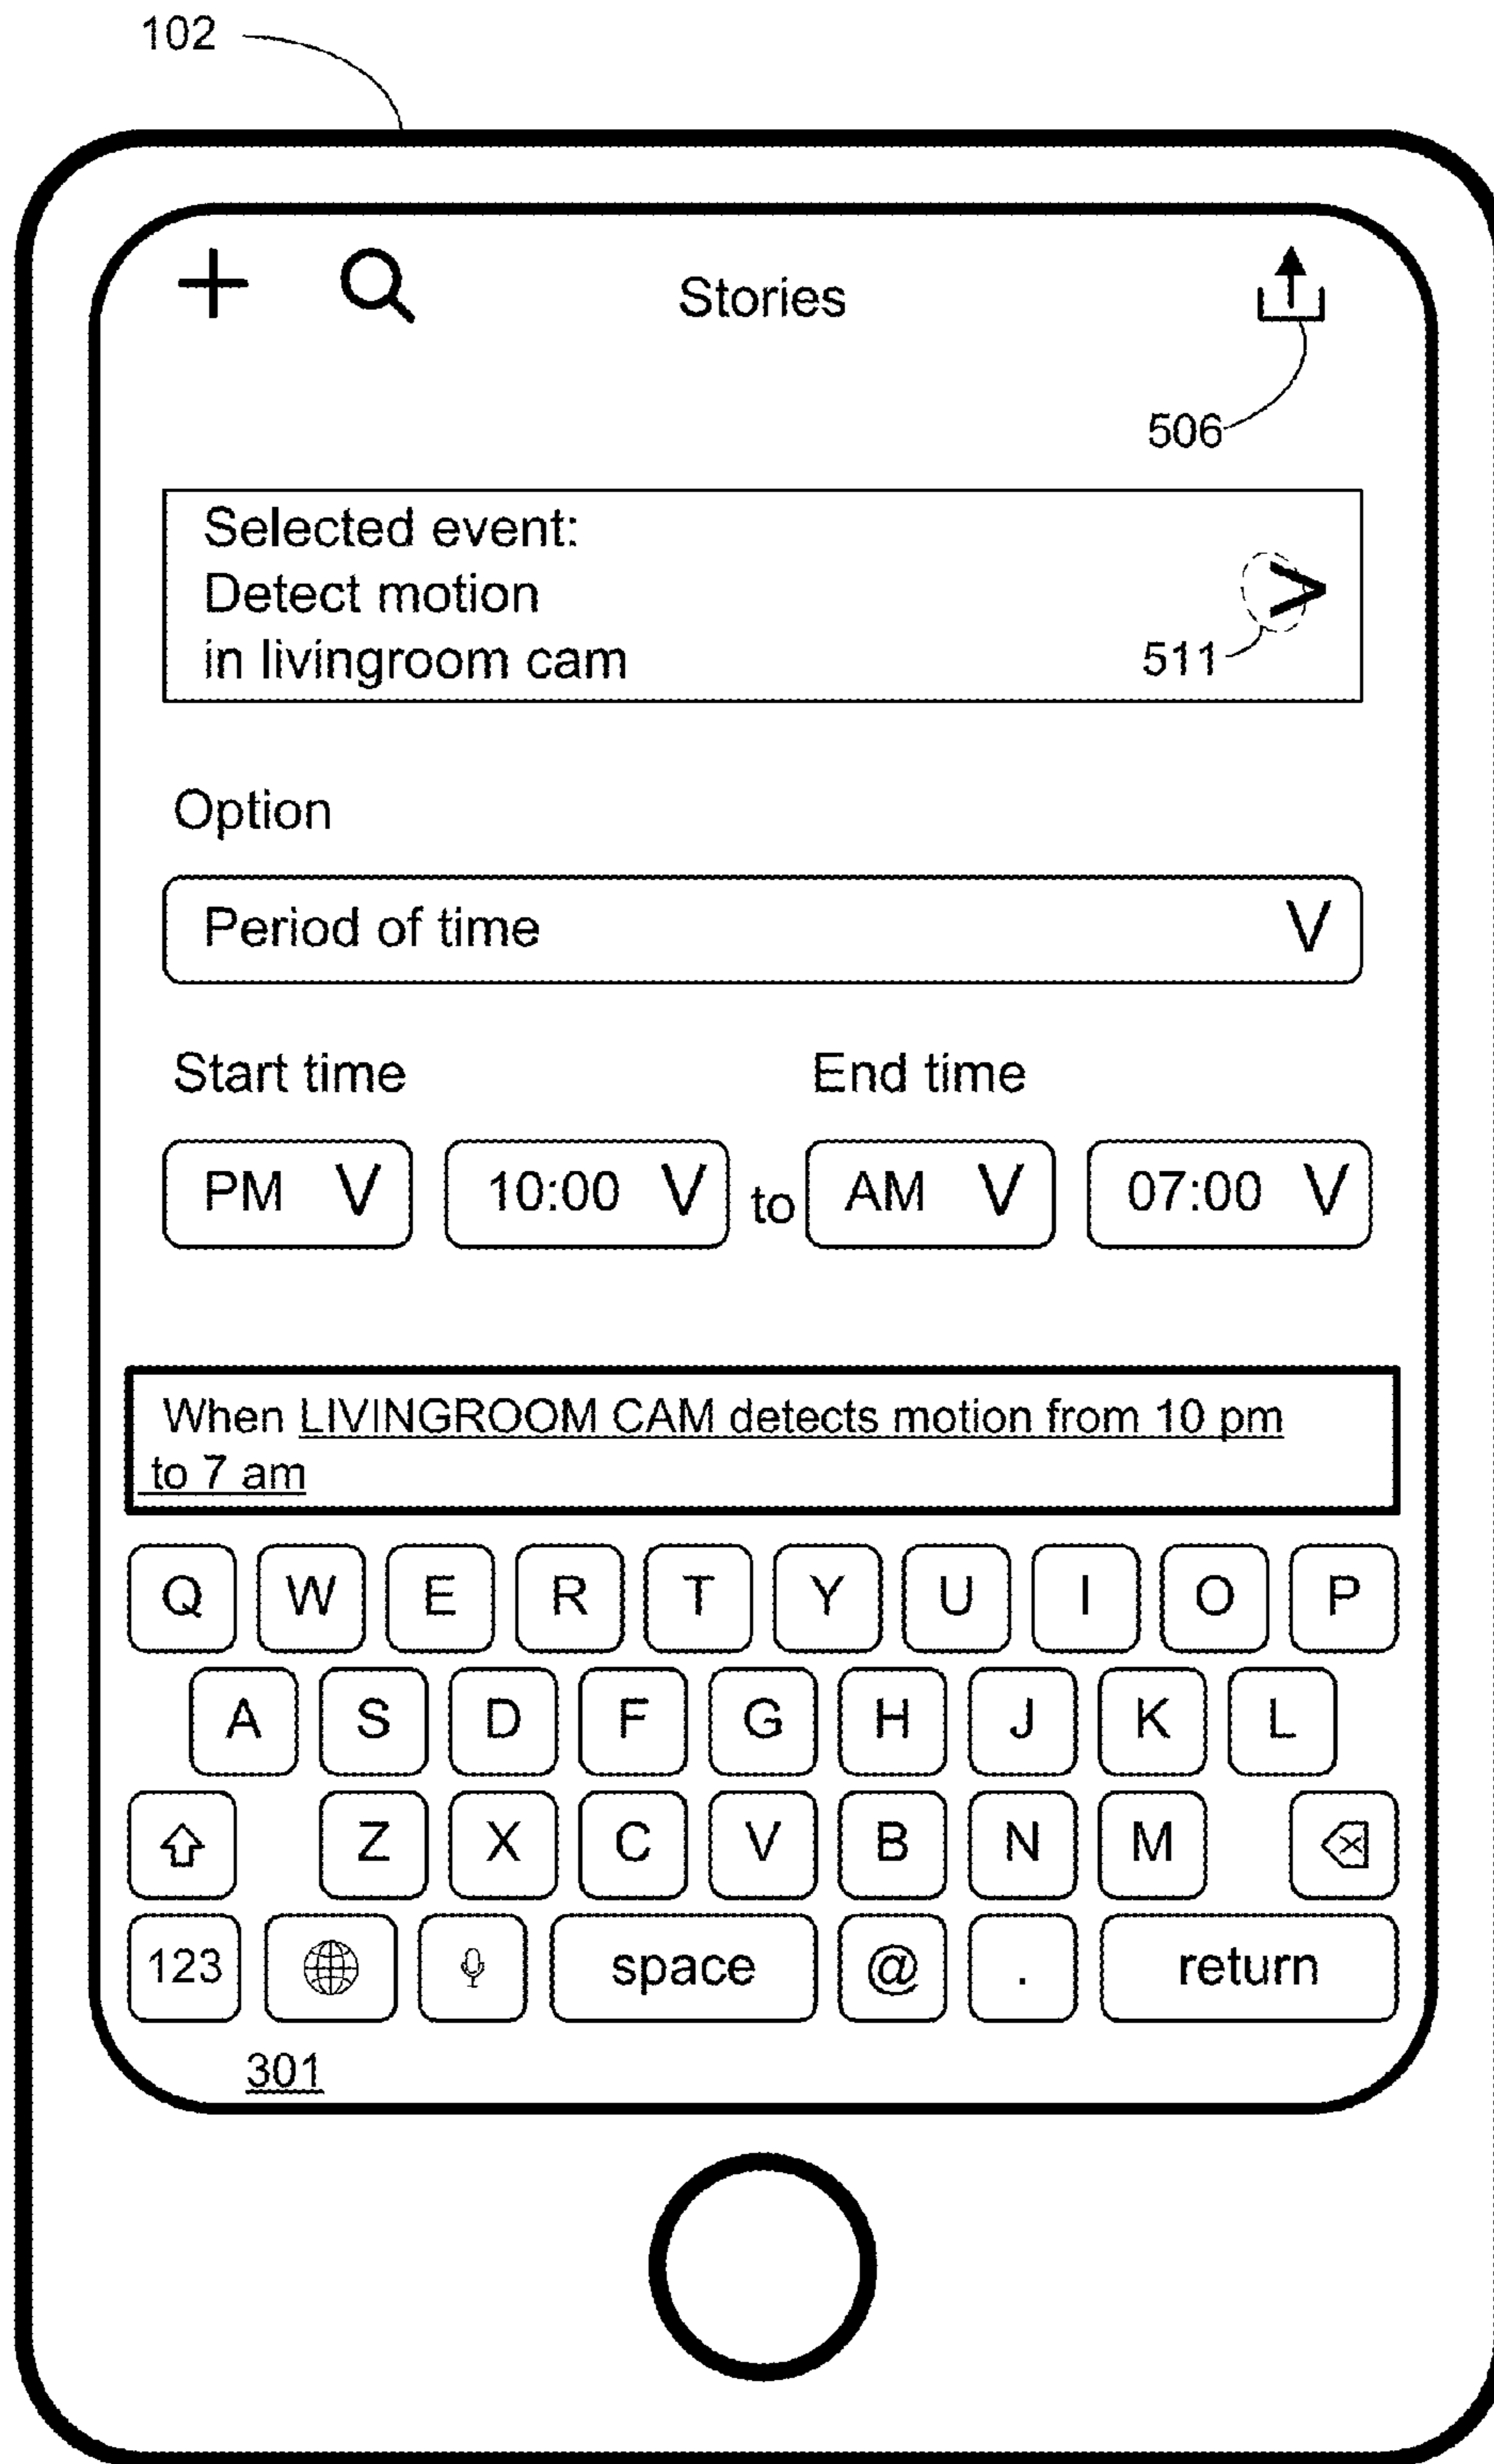 102
Stories
506
Selected event:
Detect motion
in livingroom cam
511
Option
Period of time V
Start time End time
PM V 10:00 V to AM V 07:00 V
When LIVINGROOM CAM detects motion from 10 pm
to 7 am
Q W E R T Y U I O P
A S D F G H J K L
Z X C V B N M
123 space @ . return
301